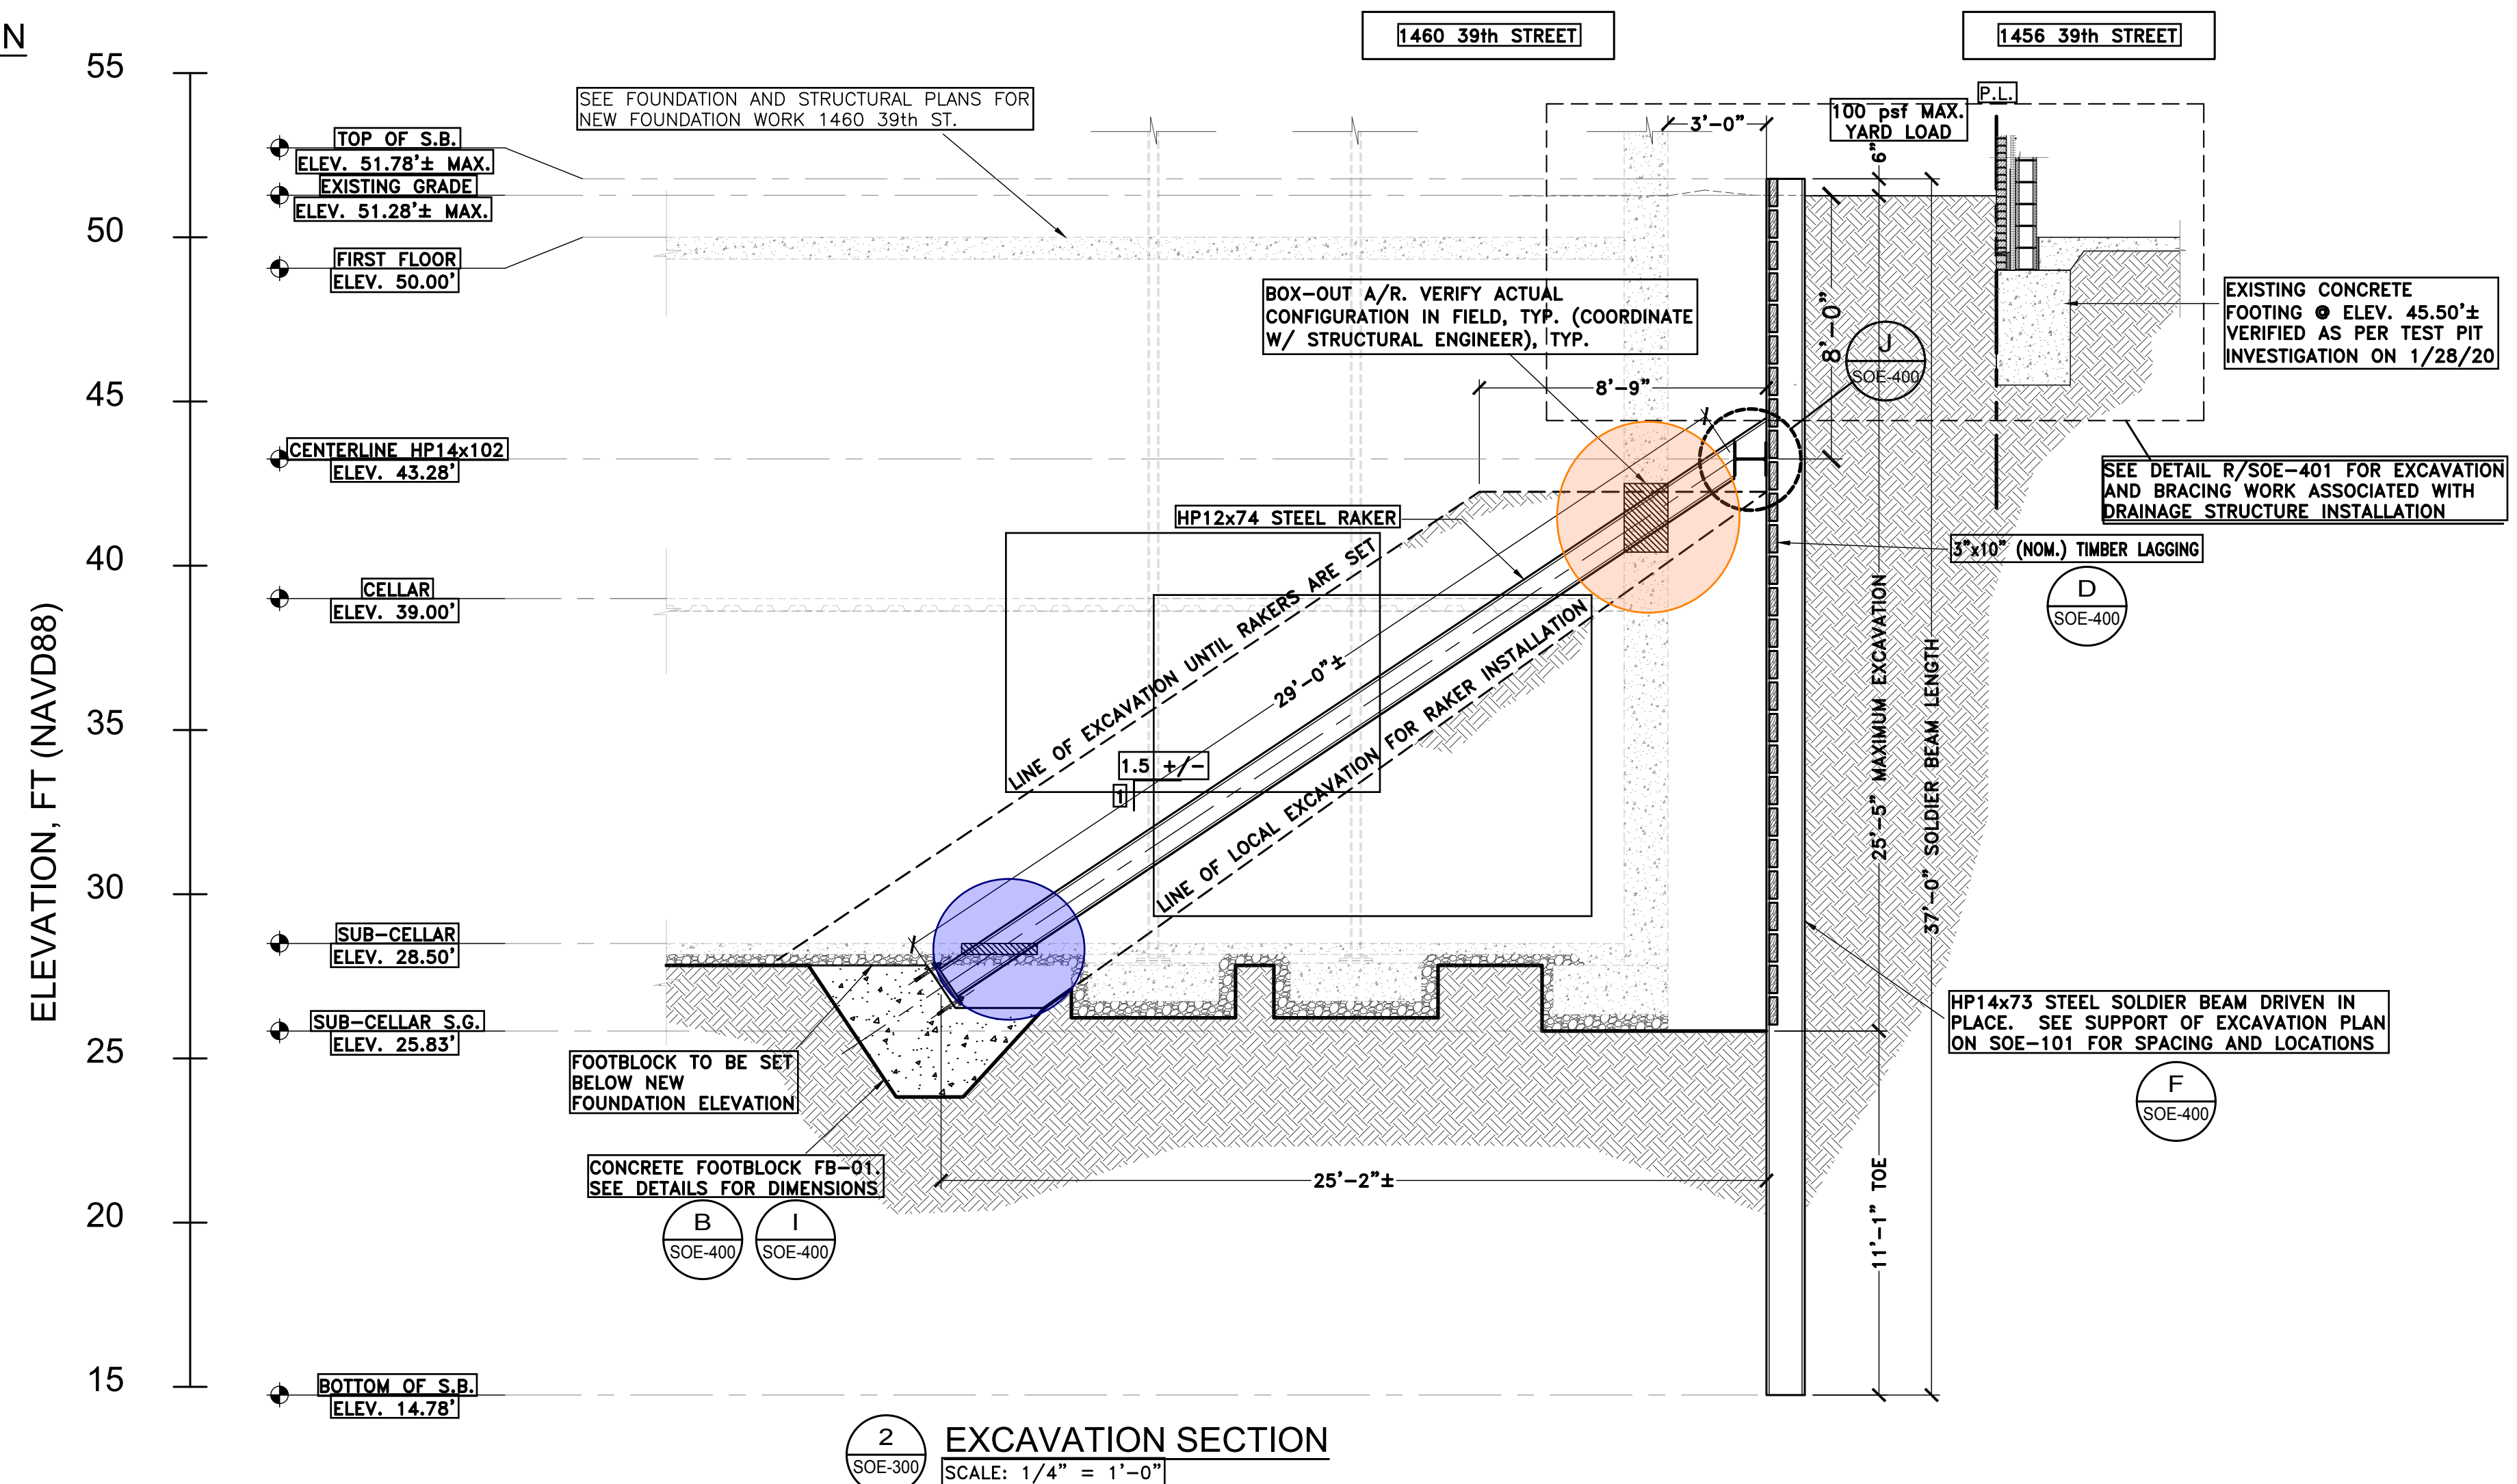 N
1460 39th STREET
1456 39th STREET
55
50
45
40
35
30
25
20
15
ELEVATION, FT (NAVD88)
TOP OF S.B.
ELEV. 51.78'± MAX.
EXISTING GRADE
ELEV. 51.28'± MAX.
FIRST FLOOR
ELEV. 50.00'
CENTERLINE HP14x102
ELEV. 43.28'
CELLAR
ELEV. 39.00'
SUB-CELLAR
ELEV. 28.50'
SUB-CELLAR S.G.
ELEV. 25.83'
BOTTOM OF S.B.
ELEV. 14.78'
SEE FOUNDATION AND STRUCTURAL PLANS FOR
NEW FOUNDATION WORK 1460 39th ST.
3'-0"
100 psf MAX.
YARD LOAD
6"
P.L.
BOX-OUT A/R. VERIFY ACTUAL
CONFIGURATION IN FIELD, TYP. (COORDINATE
W/ STRUCTURAL ENGINEER), TYP.
8'-0"
J
SOE-400
EXISTING CONCRETE
FOOTING @ ELEV. 45.50'±
VERIFIED AS PER TEST PIT
INVESTIGATION ON 1/28/20
8'-9"
SEE DETAIL R/SOE-401 FOR EXCAVATION
AND BRACING WORK ASSOCIATED WITH
DRAINAGE STRUCTURE INSTALLATION
HP12x74 STEEL RAKER
3"x10" (NOM.) TIMBER LAGGING
D
SOE-400
LINE OF EXCAVATION UNTIL RAKERS ARE SET
29'-0"±
LINE OF LOCAL EXCAVATION FOR RAKER INSTALLATION
1.5 +/-
1
25'-5" MAXIMUM EXCAVATION
37'-0" SOLDIER BEAM LENGTH
11'-1" TOE
HP14x73 STEEL SOLDIER BEAM DRIVEN IN
PLACE. SEE SUPPORT OF EXCAVATION PLAN
ON SOE-101 FOR SPACING AND LOCATIONS
F
SOE-400
FOOTBLOCK TO BE SET
BELOW NEW
FOUNDATION ELEVATION
CONCRETE FOOTBLOCK FB-01.
SEE DETAILS FOR DIMENSIONS
B
SOE-400
I
SOE-400
25'-2"±
2
SOE-300
EXCAVATION SECTION
SCALE: 1/4" = 1'-0"